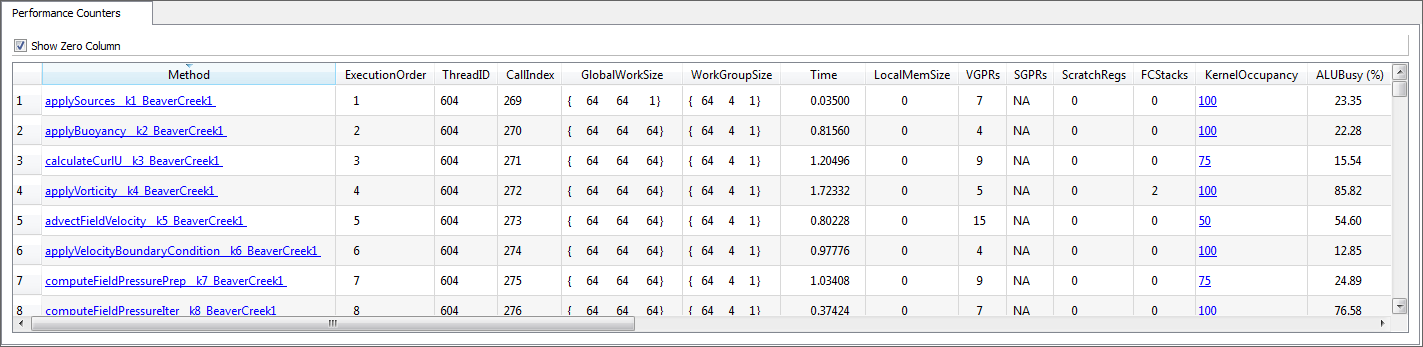 Performance Counters
Show Zero Column
Method ExecutionOrder ThreadID CallIndex GlobalWorkSize WorkGroupSize Time LocalMemSize VGPRs SGPRs ScratchRegs FCStacks KernelOccupancy ALUBusy (%)
1 applySources__k1_BeaverCreek1 1 604 269 { 64 64 1} { 64 4 1} 0.03500 0 7 NA 0 0 100 23.35
2 applyBuoyancy__k2_BeaverCreek1 2 604 270 { 64 64 64} { 64 4 1} 0.81560 0 4 NA 0 0 100 22.28
3 calculateCurlU__k3_BeaverCreek1 3 604 271 { 64 64 64} { 64 4 1} 1.20496 0 9 NA 0 0 75 15.54
4 applyVorticity__k4_BeaverCreek1 4 604 272 { 64 64 64} { 64 4 1} 1.72332 0 5 NA 0 2 100 85.82
5 advectFieldVelocity__k5_BeaverCreek1 5 604 273 { 64 64 64} { 64 4 1} 0.80228 0 15 NA 0 0 50 54.60
6 applyVelocityBoundaryCondition__k6_BeaverCreek1 6 604 274 { 64 64 64} { 64 4 1} 0.97776 0 4 NA 0 0 100 12.85
7 computeFieldPressurePrep__k7_BeaverCreek1 7 604 275 { 64 64 64} { 64 4 1} 1.03408 0 9 NA 0 0 75 24.89
8 computeFieldPressureIter__k8_BeaverCreek1 8 604 276 { 64 64 64} { 64 4 1} 0.37424 0 7 NA 0 0 100 76.58